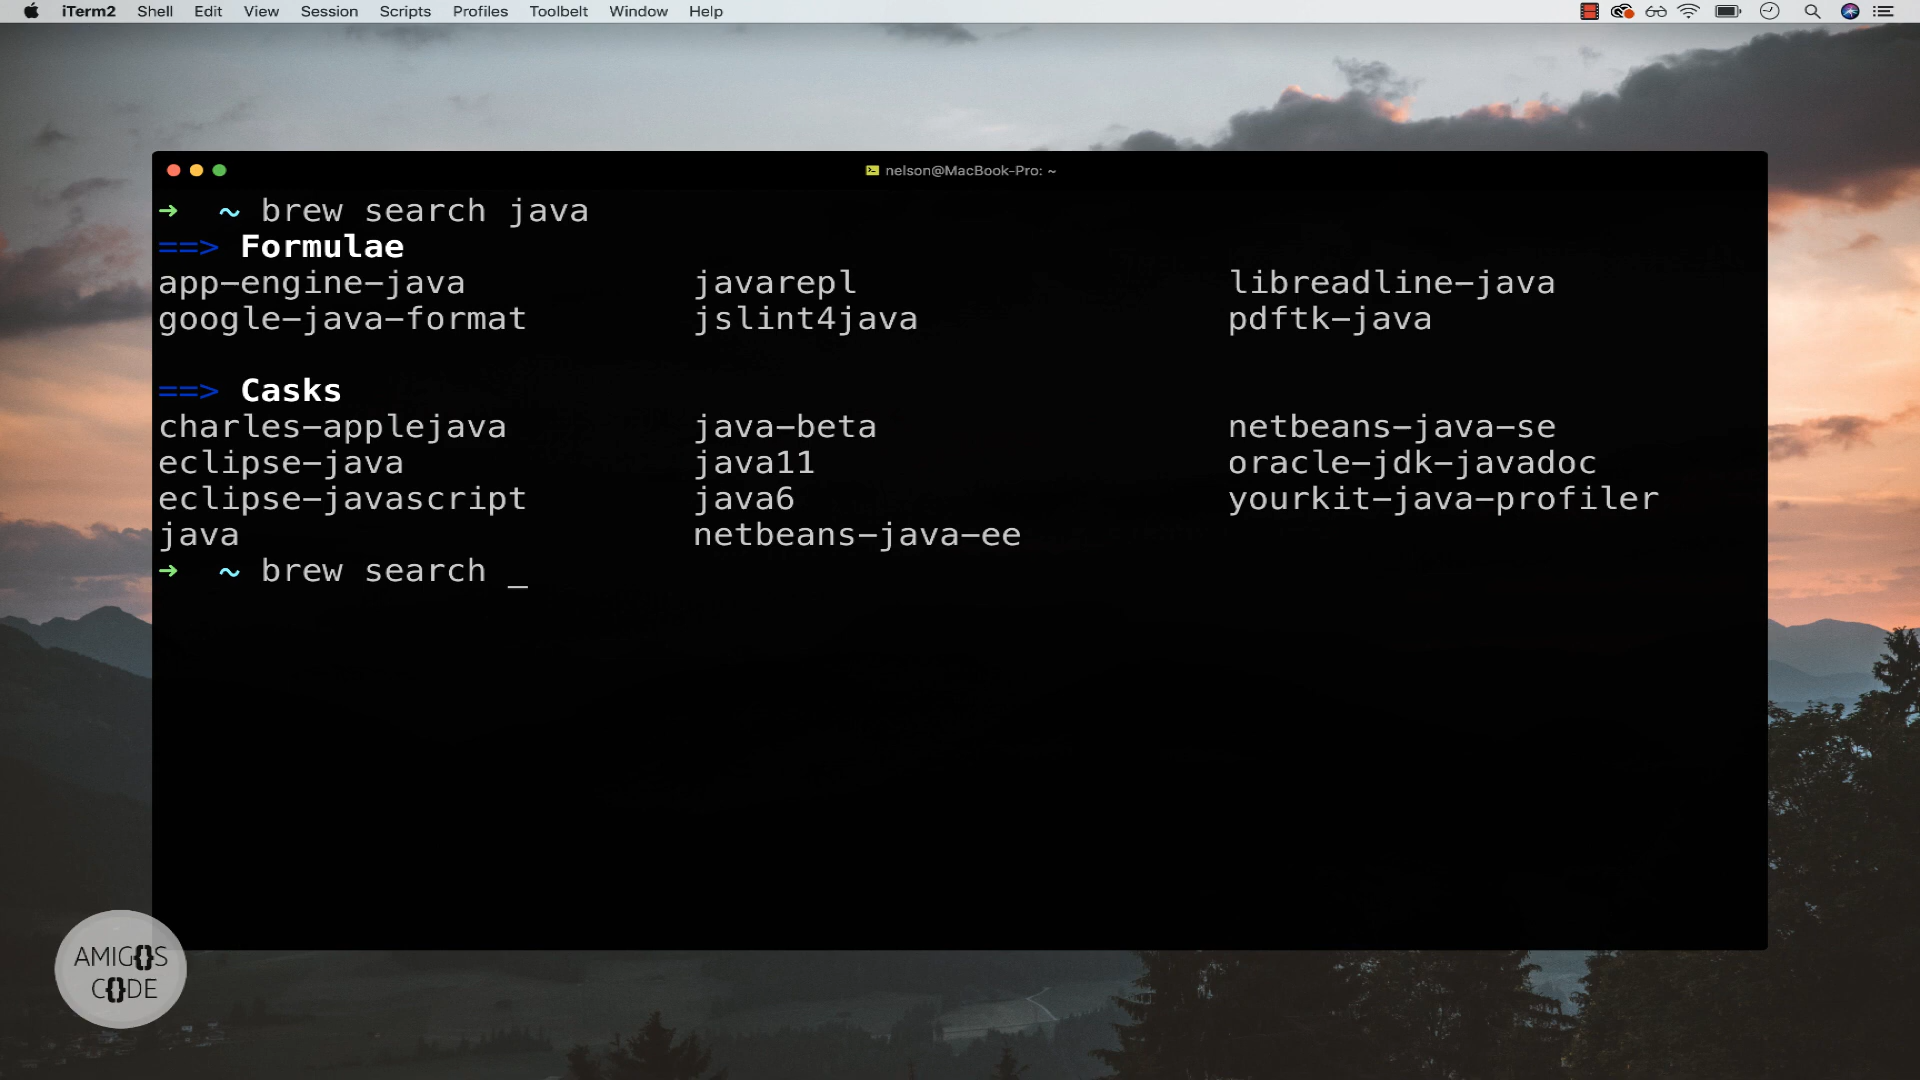 iTerm2 Shell Edit View Session Scripts Profiles Toolbelt Window Help
nelson@MacBook-Pro: ~
➜ ~ brew search java
==> Formulae
app-engine-java javarepl libreadline-java
google-java-format jslint4java pdftk-java
==> Casks
charles-applejava java-beta netbeans-java-se
eclipse-java java11 oracle-jdk-javadoc
eclipse-javascript java6 yourkit-java-profiler
java netbeans-java-ee
➜ ~ brew search _
AMIG{}S
C{}DE